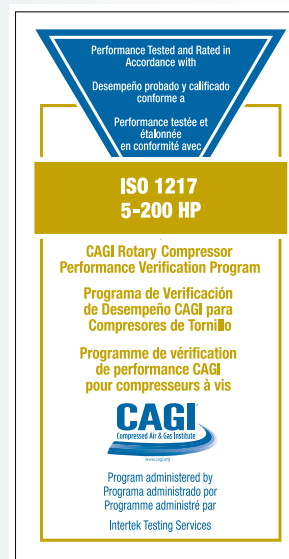 Performance Tested and Rated in
Accordance with
Desempeño probado y calificado
conforme a
Performance testée et
étalonnée
en conformité avec
ISO 1217
5-200 HP
CAGI Rotary Compressor
Performance Verification Program
Programa de Verificación
de Desempeño CAGI para
Compresores de Tornillo
Programme de vérification
de performance CAGI
pour compresseurs à vis
CAGI
Compressed Air & Gas Institute
www.cagi.org
Program administered by
Programa administrado por
Programme administré par
Intertek Testing Services